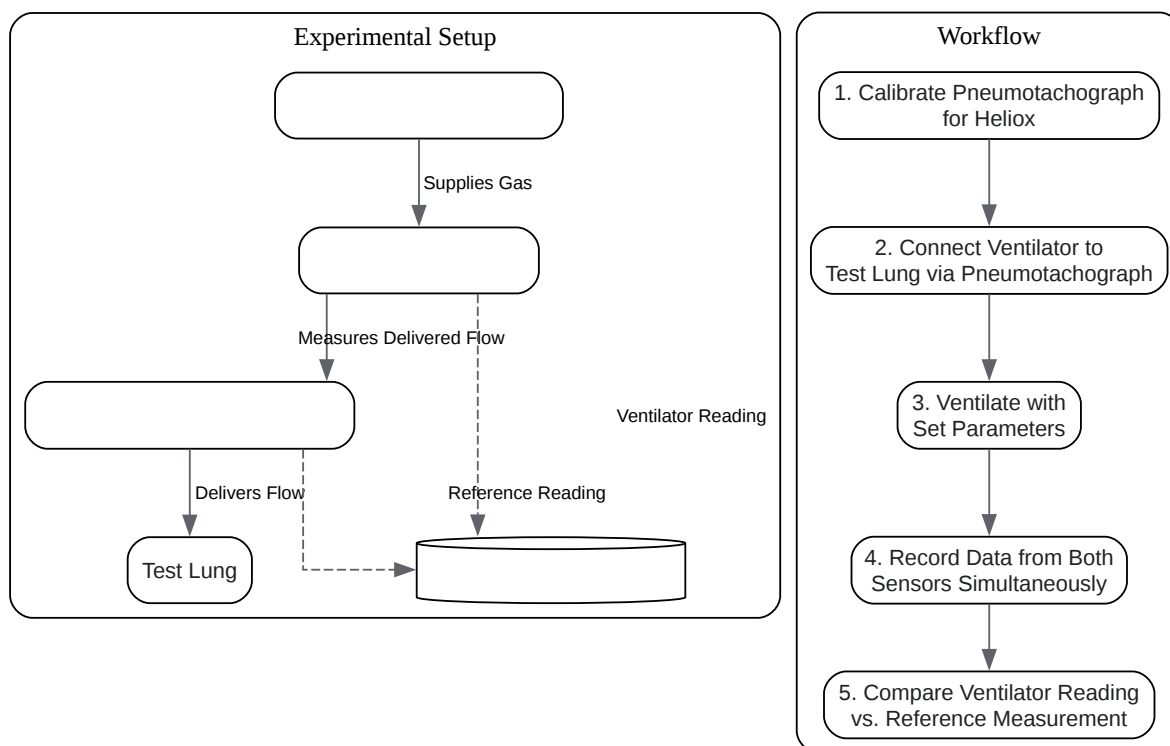 Experimental Setup
Supplies Gas
Measures Delivered Flow
Ventilator Reading
Delivers Flow
Reference Reading
Test Lung
Workflow
1. Calibrate Pneumotachograph
for Heliox
2. Connect Ventilator to
Test Lung via Pneumotachograph
3. Ventilate with
Set Parameters
4. Record Data from Both
Sensors Simultaneously
5. Compare Ventilator Reading
vs. Reference Measurement